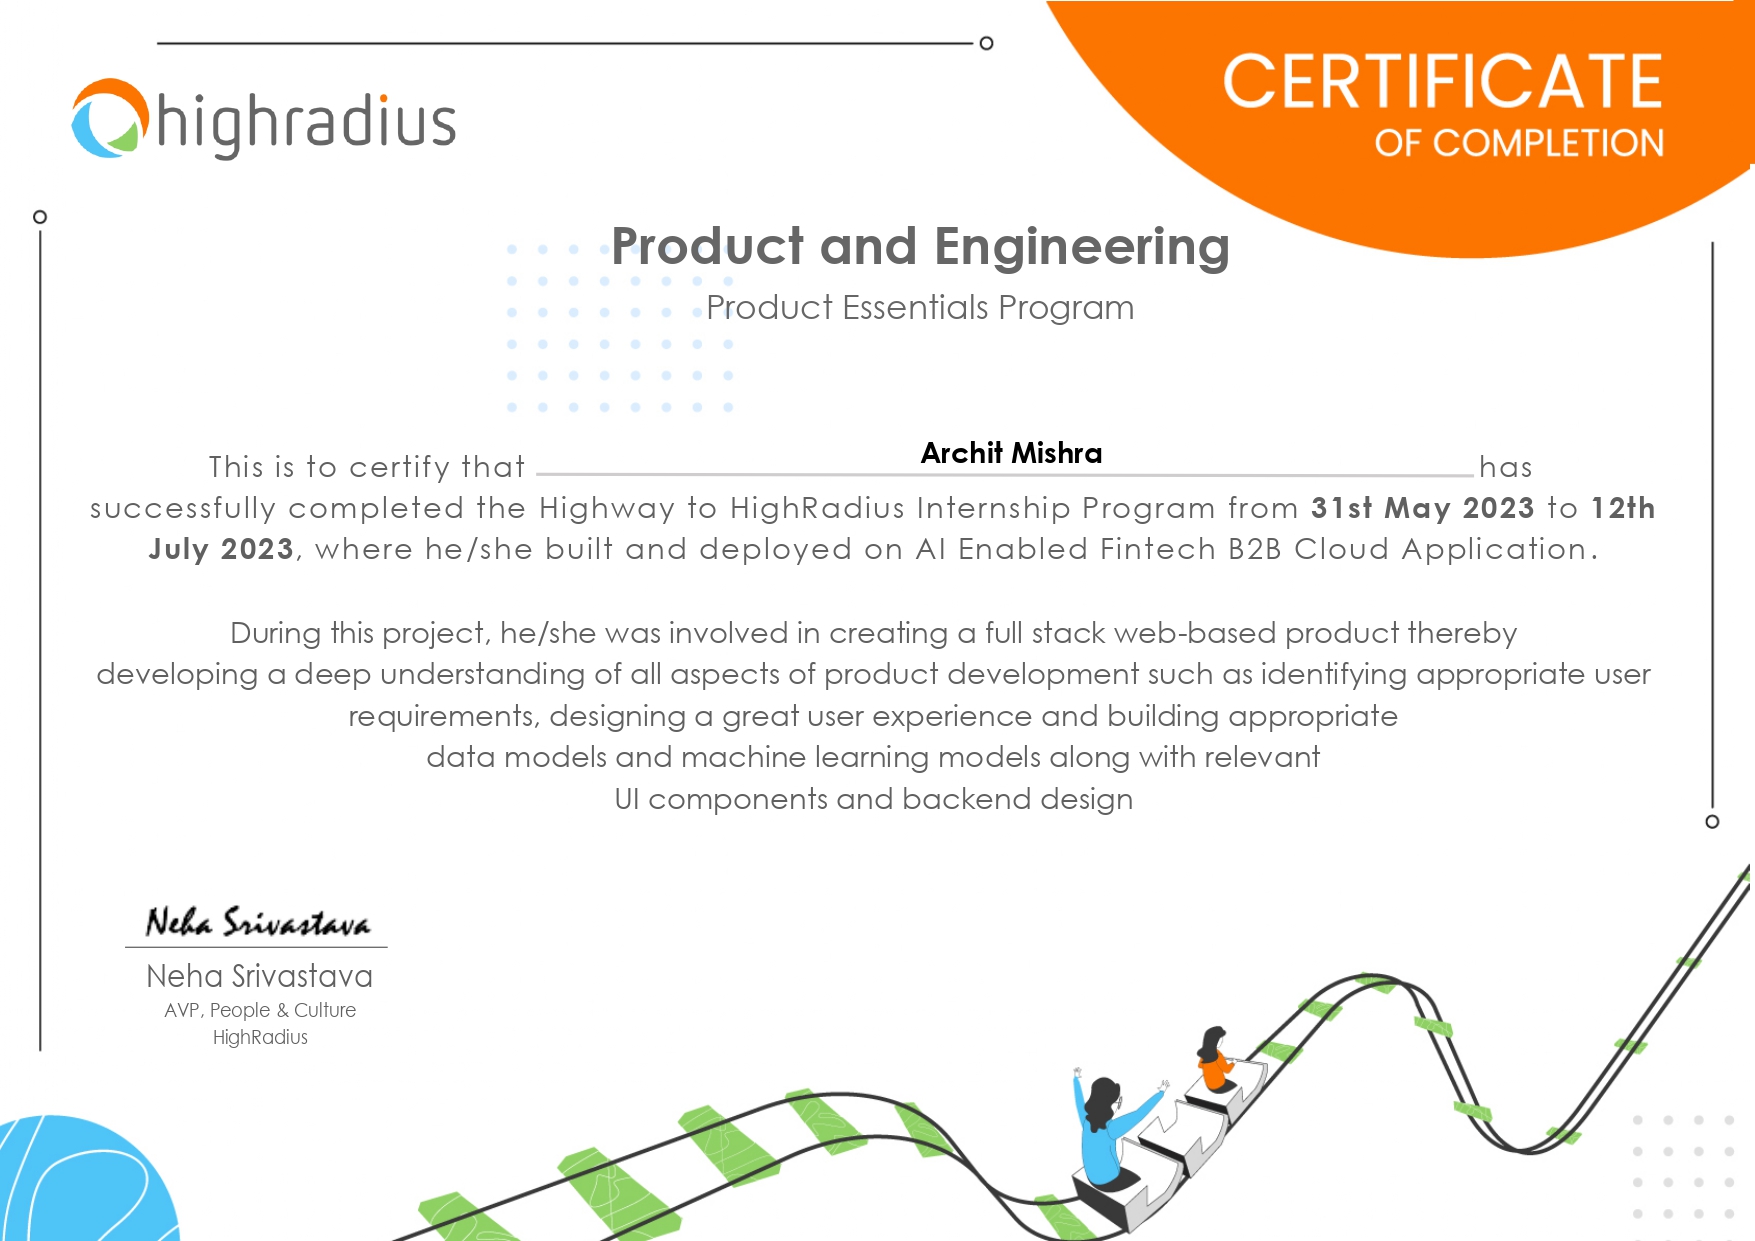 highradius
CERTIFICATE
OF COMPLETION
Product and Engineering
Product Essentials Program
This is to certify that Archit Mishra has
successfully completed the Highway to HighRadius Internship Program from 31st May 2023 to 12th
July 2023, where he/she built and deployed on AI Enabled Fintech B2B Cloud Application.
During this project, he/she was involved in creating a full stack web-based product thereby
developing a deep understanding of all aspects of product development such as identifying appropriate user
requirements, designing a great user experience and building appropriate
data models and machine learning models along with relevant
UI components and backend design
Neha Srivastava
Neha Srivastava
AVP, People & Culture
HighRadius